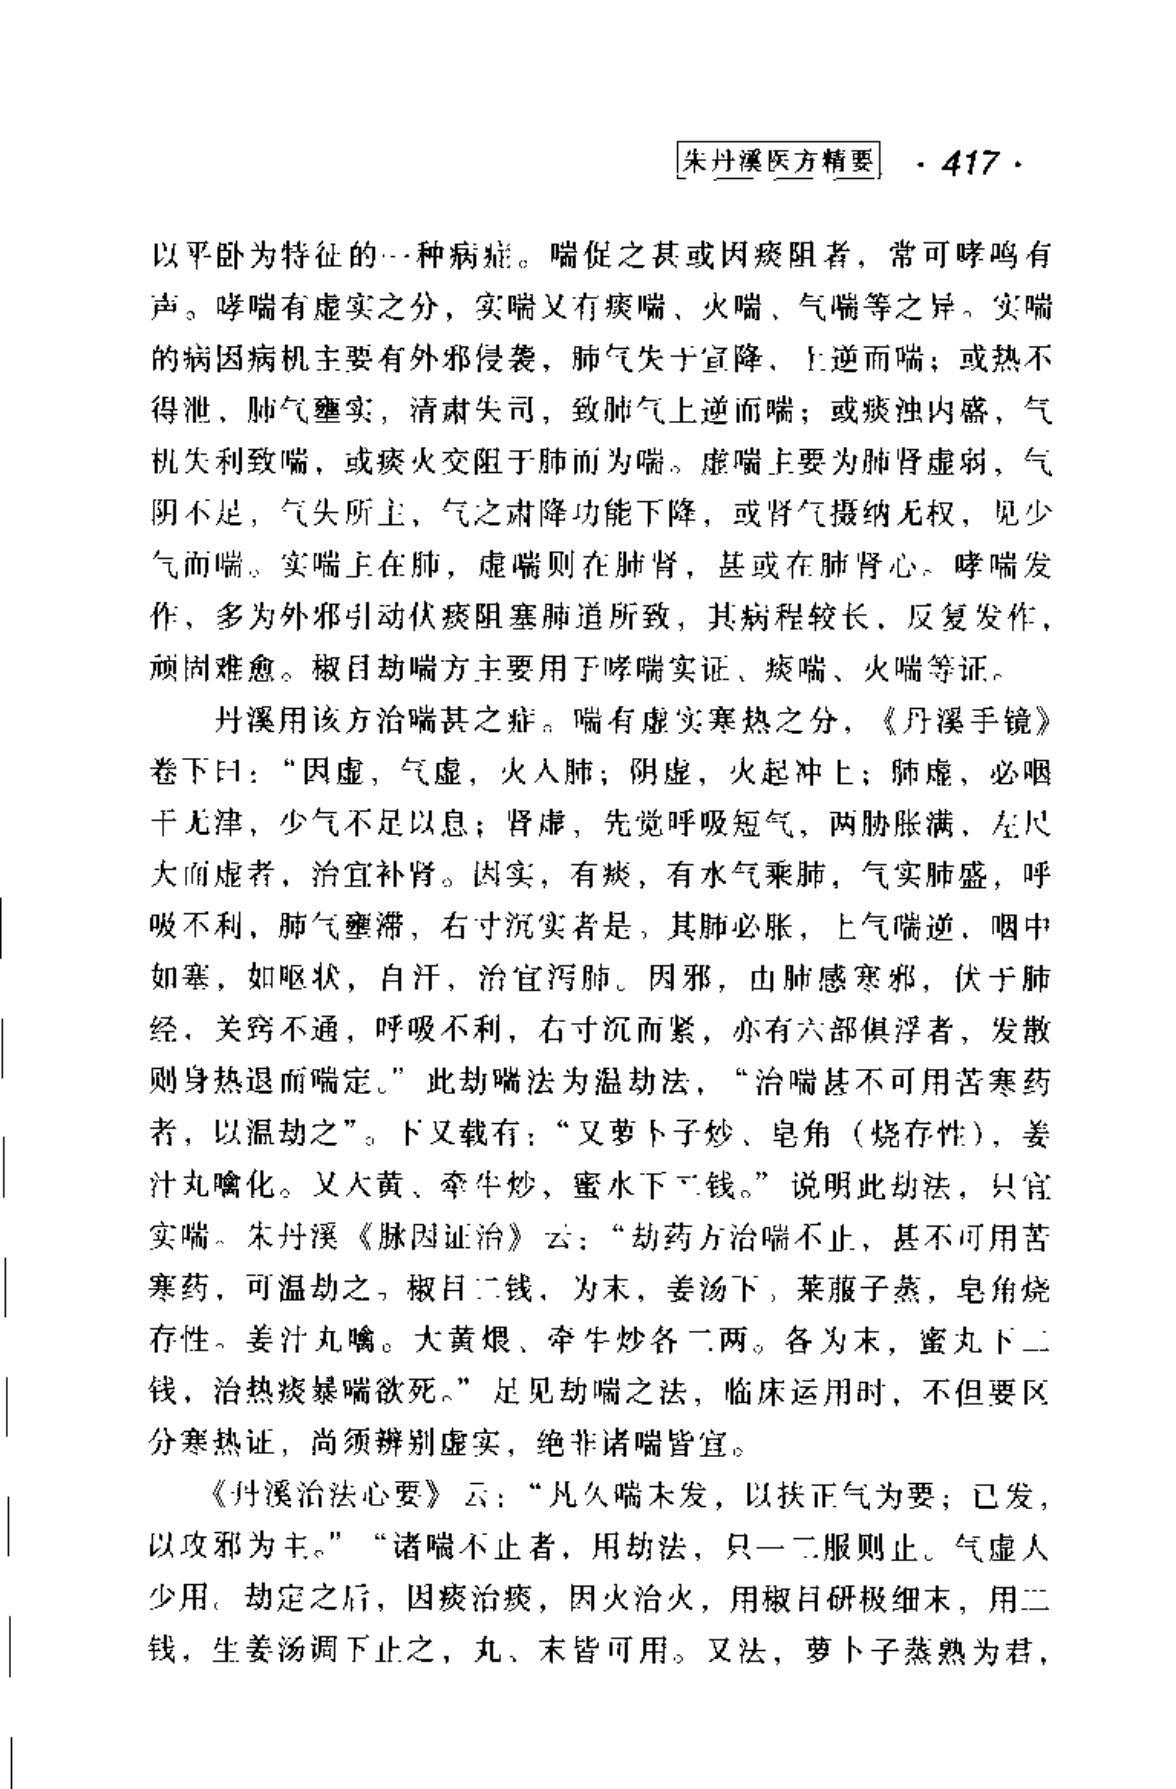 朱丹溪医方精要 ·417·
以平卧为特征的一种病症。喘促之甚或因痰阻者，常可哮鸣有
声。哮喘有虚实之分，实喘又有痰喘、火喘、气喘等之异。实喘
的病因病机主要有外邪侵袭，肺气失于宣降，上逆而喘；或热不
得泄，肺气壅实，清肃失司，致肺气上逆而喘；或痰浊内盛，气
机失利致喘，或痰火交阻于肺而为喘。虚喘主要为肺肾虚弱，气
阴不足，气失所主，气之肃降功能下降，或肾气摄纳无权，见少
气而喘。实喘主在肺，虚喘则在肺肾，甚或在肺肾心。哮喘发
作，多为外邪引动伏痰阻塞肺道所致，其病程较长，反复发作，
顽固难愈。椒目劫喘方主要用于哮喘实证、痰喘、火喘等证。
丹溪用该方治喘甚之症。喘有虚实寒热之分，《丹溪手镜》
卷下曰：“因虚，气虚，火入肺；阴虚，火起冲上；肺虚，必咽
干无津，少气不足以息；肾虚，先觉呼吸短气，两胁胀满，左尺
大而虚者，治宜补肾。因实，有痰，有水气乘肺，气实肺盛，呼
吸不利，肺气壅滞，右寸沉实者是。其肺必胀，上气喘逆，咽中
如塞，如呕状，自汗，治宜泻肺。因邪，由肺感寒邪，伏于肺
经，关窍不通，呼吸不利，右寸沉而紧，亦有六部俱浮者，发散
则身热退而喘定。”此劫喘法为温劫法，“治喘甚不可用苦寒药
者，以温劫之”。下又载有：“又萝卜子炒、皂角（烧存性），姜
汁丸噙化。又大黄、牵牛炒，蜜水下二钱。”说明此劫法，只宜
实喘。朱丹溪《脉因证治》云：“劫药方治喘不止，甚不可用苦
寒药，可温劫之。椒目二钱，为末，姜汤下。莱菔子蒸，皂角烧
存性。姜汁丸噙。大黄煨、牵牛炒各二两。各为末，蜜丸下二
钱，治热痰暴喘欲死。”足见劫喘之法，临床运用时，不但要区
分寒热证，尚须辨别虚实，绝非诸喘皆宜。
《丹溪治法心要》云：“凡久喘未发，以扶正气为要；已发，
以攻邪为主。”“诸喘不止者，用劫法，只一二服则止。气虚人
少用。劫定之后，因痰治痰，因火治火，用椒目研极细末，用二
钱，生姜汤调下止之，丸、末皆可用。又法，萝卜子蒸熟为君，